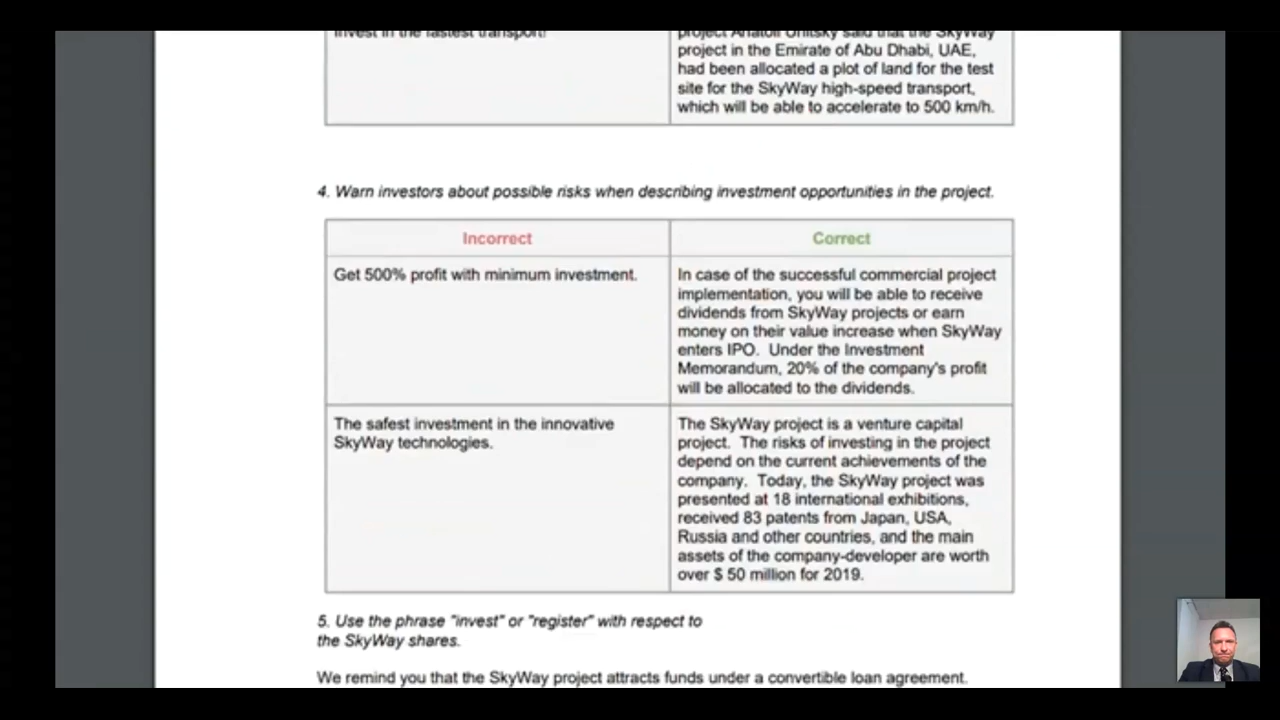 Invest in the fastest transport!
project Anatoli Unitsky said that the SkyWay
project in the Emirate of Abu Dhabi, UAE,
had been allocated a plot of land for the test
site for the SkyWay high-speed transport,
which will be able to accelerate to 500 km/h.
4. Warn investors about possible risks when describing investment opportunities in the project.
Incorrect
Correct
Get 500% profit with minimum investment.
In case of the successful commercial project
implementation, you will be able to receive
dividends from SkyWay projects or earn
money on their value increase when SkyWay
enters IPO. Under the Investment
Memorandum, 20% of the company's profit
will be allocated to the dividends.
The safest investment in the innovative
SkyWay technologies.
The SkyWay project is a venture capital
project. The risks of investing in the project
depend on the current achievements of the
company. Today, the SkyWay project was
presented at 18 international exhibitions,
received 83 patents from Japan, USA,
Russia and other countries, and the main
assets of the company-developer are worth
over $ 50 million for 2019.
5. Use the phrase "invest" or "register" with respect to
the SkyWay shares.
We remind you that the SkyWay project attracts funds under a convertible loan agreement.